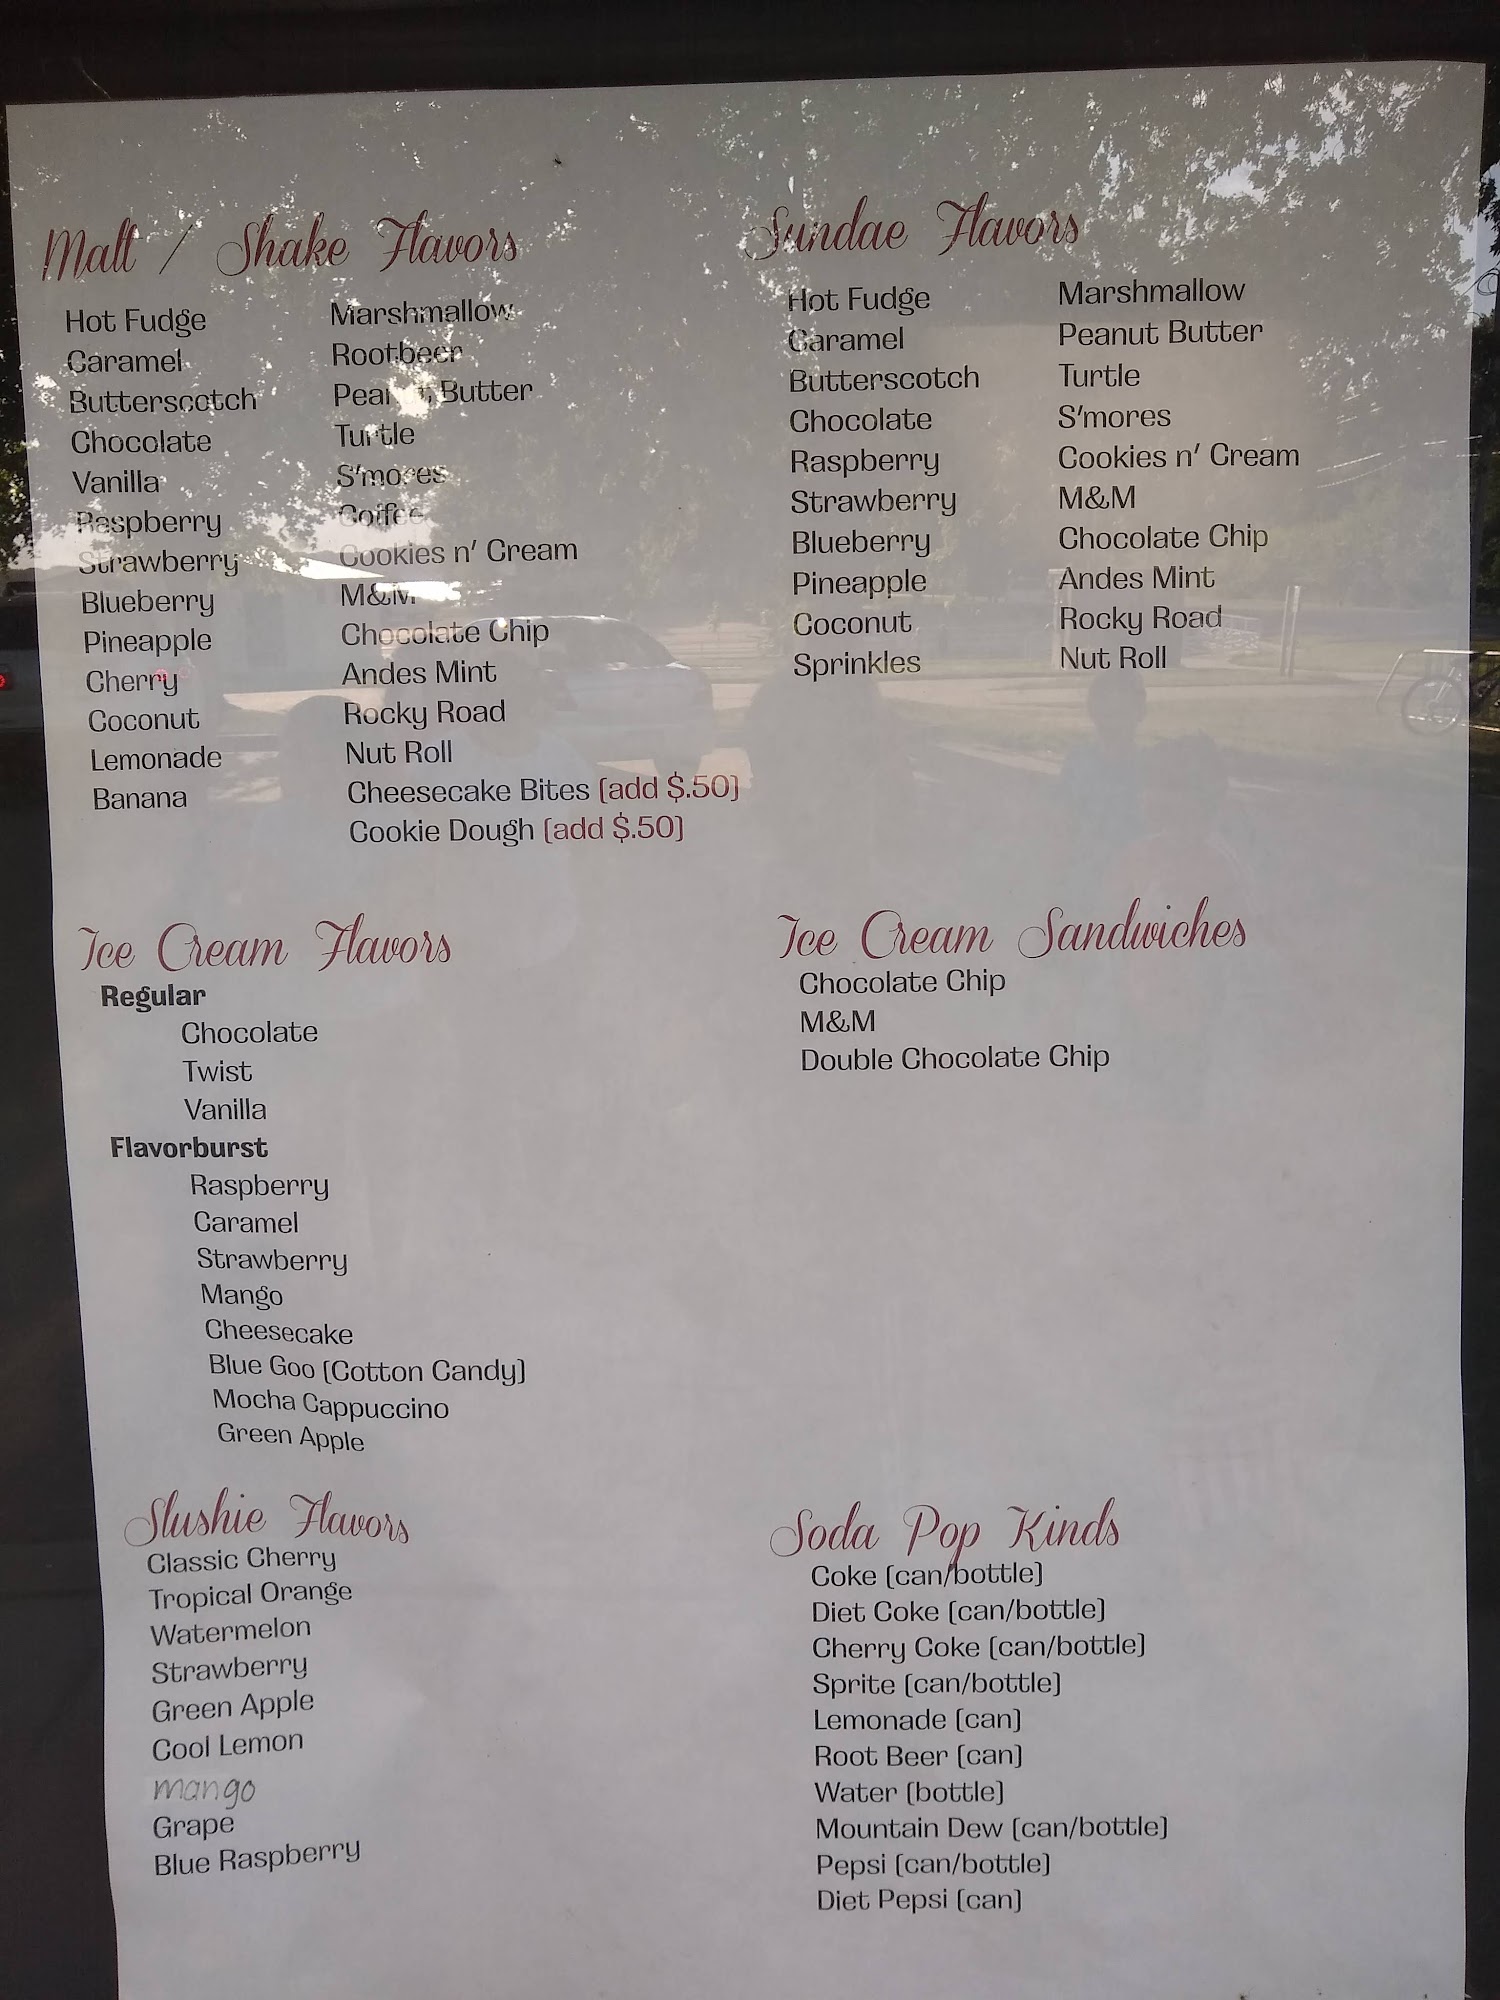 Malt / Shake Flavors
Hot Fudge
Caramel
Butterscotch
Chocolate
Vanilla
Raspberry
Strawberry
Blueberry
Pineapple
Cherry
Coconut
Lemonade
Banana
Marshmallow
Rootbeer
Peanut Butter
Turtle
S'mores
Coffee
Cookies n' Cream
M&M
Chocolate Chip
Andes Mint
Rocky Road
Nut Roll
Cheesecake Bites (add $.50)
Cookie Dough (add $.50)
Sundae Flavors
Hot Fudge
Caramel
Butterscotch
Chocolate
Raspberry
Strawberry
Blueberry
Pineapple
Coconut
Sprinkles
Marshmallow
Peanut Butter
Turtle
S'mores
Cookies n' Cream
M&M
Chocolate Chip
Andes Mint
Rocky Road
Nut Roll
Ice Cream Flavors
Regular
Chocolate
Twist
Vanilla
Flavorburst
Raspberry
Caramel
Strawberry
Mango
Cheesecake
Blue Goo (Cotton Candy)
Mocha Cappuccino
Green Apple
Ice Cream Sandwiches
Chocolate Chip
M&M
Double Chocolate Chip
Slushie Flavors
Classic Cherry
Tropical Orange
Watermelon
Strawberry
Green Apple
Cool Lemon
mango
Grape
Blue Raspberry
Soda Pop Kinds
Coke (can/bottle)
Diet Coke (can/bottle)
Cherry Coke (can/bottle)
Sprite (can/bottle)
Lemonade (can)
Root Beer (can)
Water (bottle)
Mountain Dew (can/bottle)
Pepsi (can/bottle)
Diet Pepsi (can)